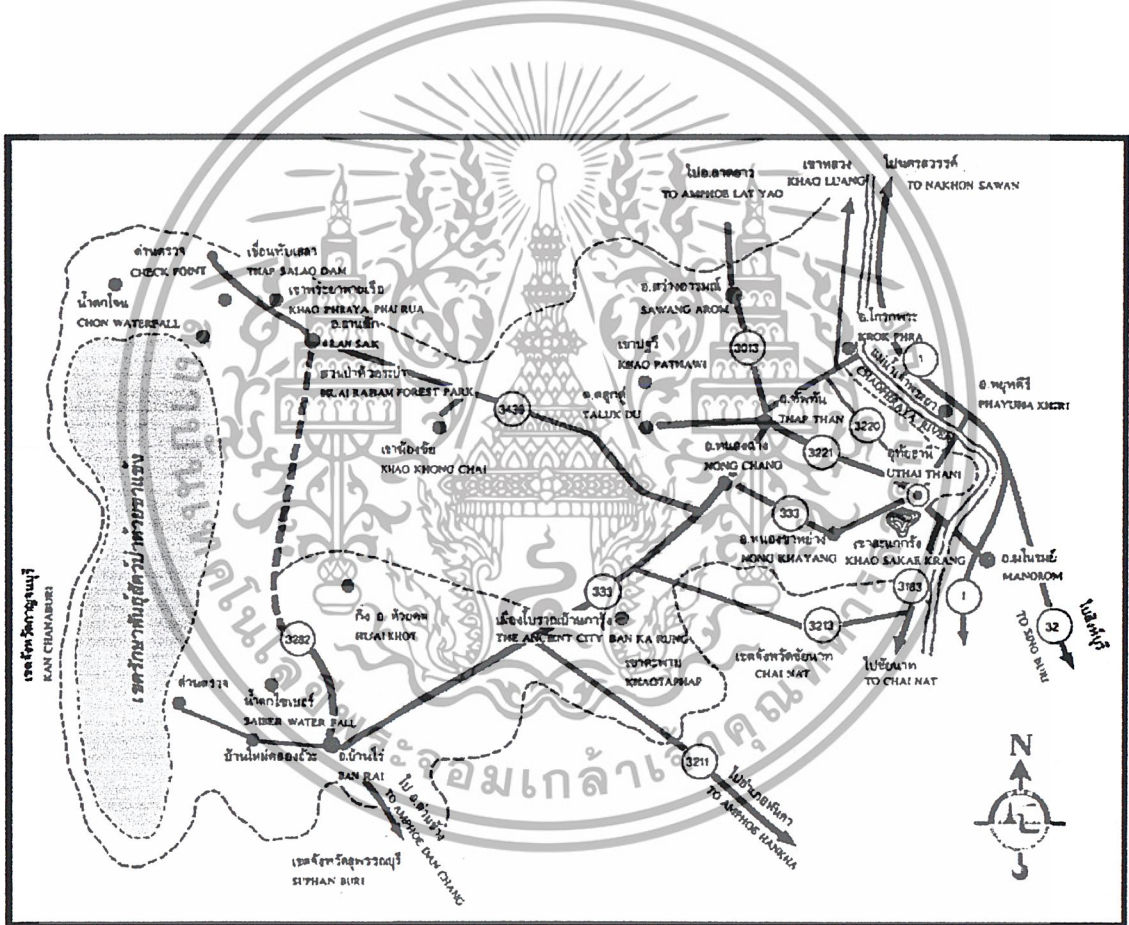 ไปอ.ลาดยาว
TO AMPHOE LAT YAO
เขาหลวง
KHAO LUANG
ไปนครสวรรค์
TO NAKHON SAWAN
ด่านตรวจ
CHECK POINT
เขื่อนทับเสลา
THAP SALAO DAM
น้ำตกโจน
CHON WATERFALL
เขาพระยาพายเรือ
KHAO PHRAYA PHAI RUA
อ.ลานสัก
LAN SAK
สวนป่าห้วยระบำ
HUAI RABAM FOREST PARK
เขาฆ้องชัย
KHAO KHONG CHAI
3438
อ.สว่างอารมณ์
SAWANG AROM
3013
เขาปฐวี
KHAO PATHAWI
ต.ตลุกดู่
TALUK DU
อ.ทัพทัน
THAP THAN
อ.โกรกพระ
KROK PHRA
1
แม่น้ำเจ้าพระยา
CHAO PHRAYA RIVER
อ.พยุหคีรี
PHAYUHA KHIRI
3220
3221
อุทัยธานี
UTHAI THANI
อ.หนองฉาง
NONG CHANG
333
อ.หนองขาหย่าง
NONG KHAYANG
เขาสะแกกรัง
KHAO SAKAE KRANG
อ.มโนรมย์
MANOROM
3183
1
32
ไปสิงห์บุรี
TO SING BURI
333
3213
เขตจังหวัดชัยนาท
CHAI NAT
ไปชัยนาท
TO CHAI NAT
เขตรักษาพันธุ์สัตว์ป่าห้วยขาแข้ง
เขตจังหวัดกาญจนบุรี
KAN CHANABURI
กิ่ง อ ห้วยคต
HUAI KHOT
3282
เมืองโบราณบ้านการุ้ง
THE ANCIENT CITY BAN KA RUNG
เขาตะพาบ
KHAO TAPHAP
ด่านตรวจ
น้ำตกไซเบอร์
SAIBER WATER FALL
บ้านใหม่คลองอ๊ะ
อ.บ้านไร่
BAN RAI
ไป อ.ด่านช้าง
TO AMPHOE DAN CHANG
3211
ไปอำเภอหันคา
TO AMPHOE HANKHA
เขตจังหวัดสุพรรณบุรี
SUPHAN BURI
N